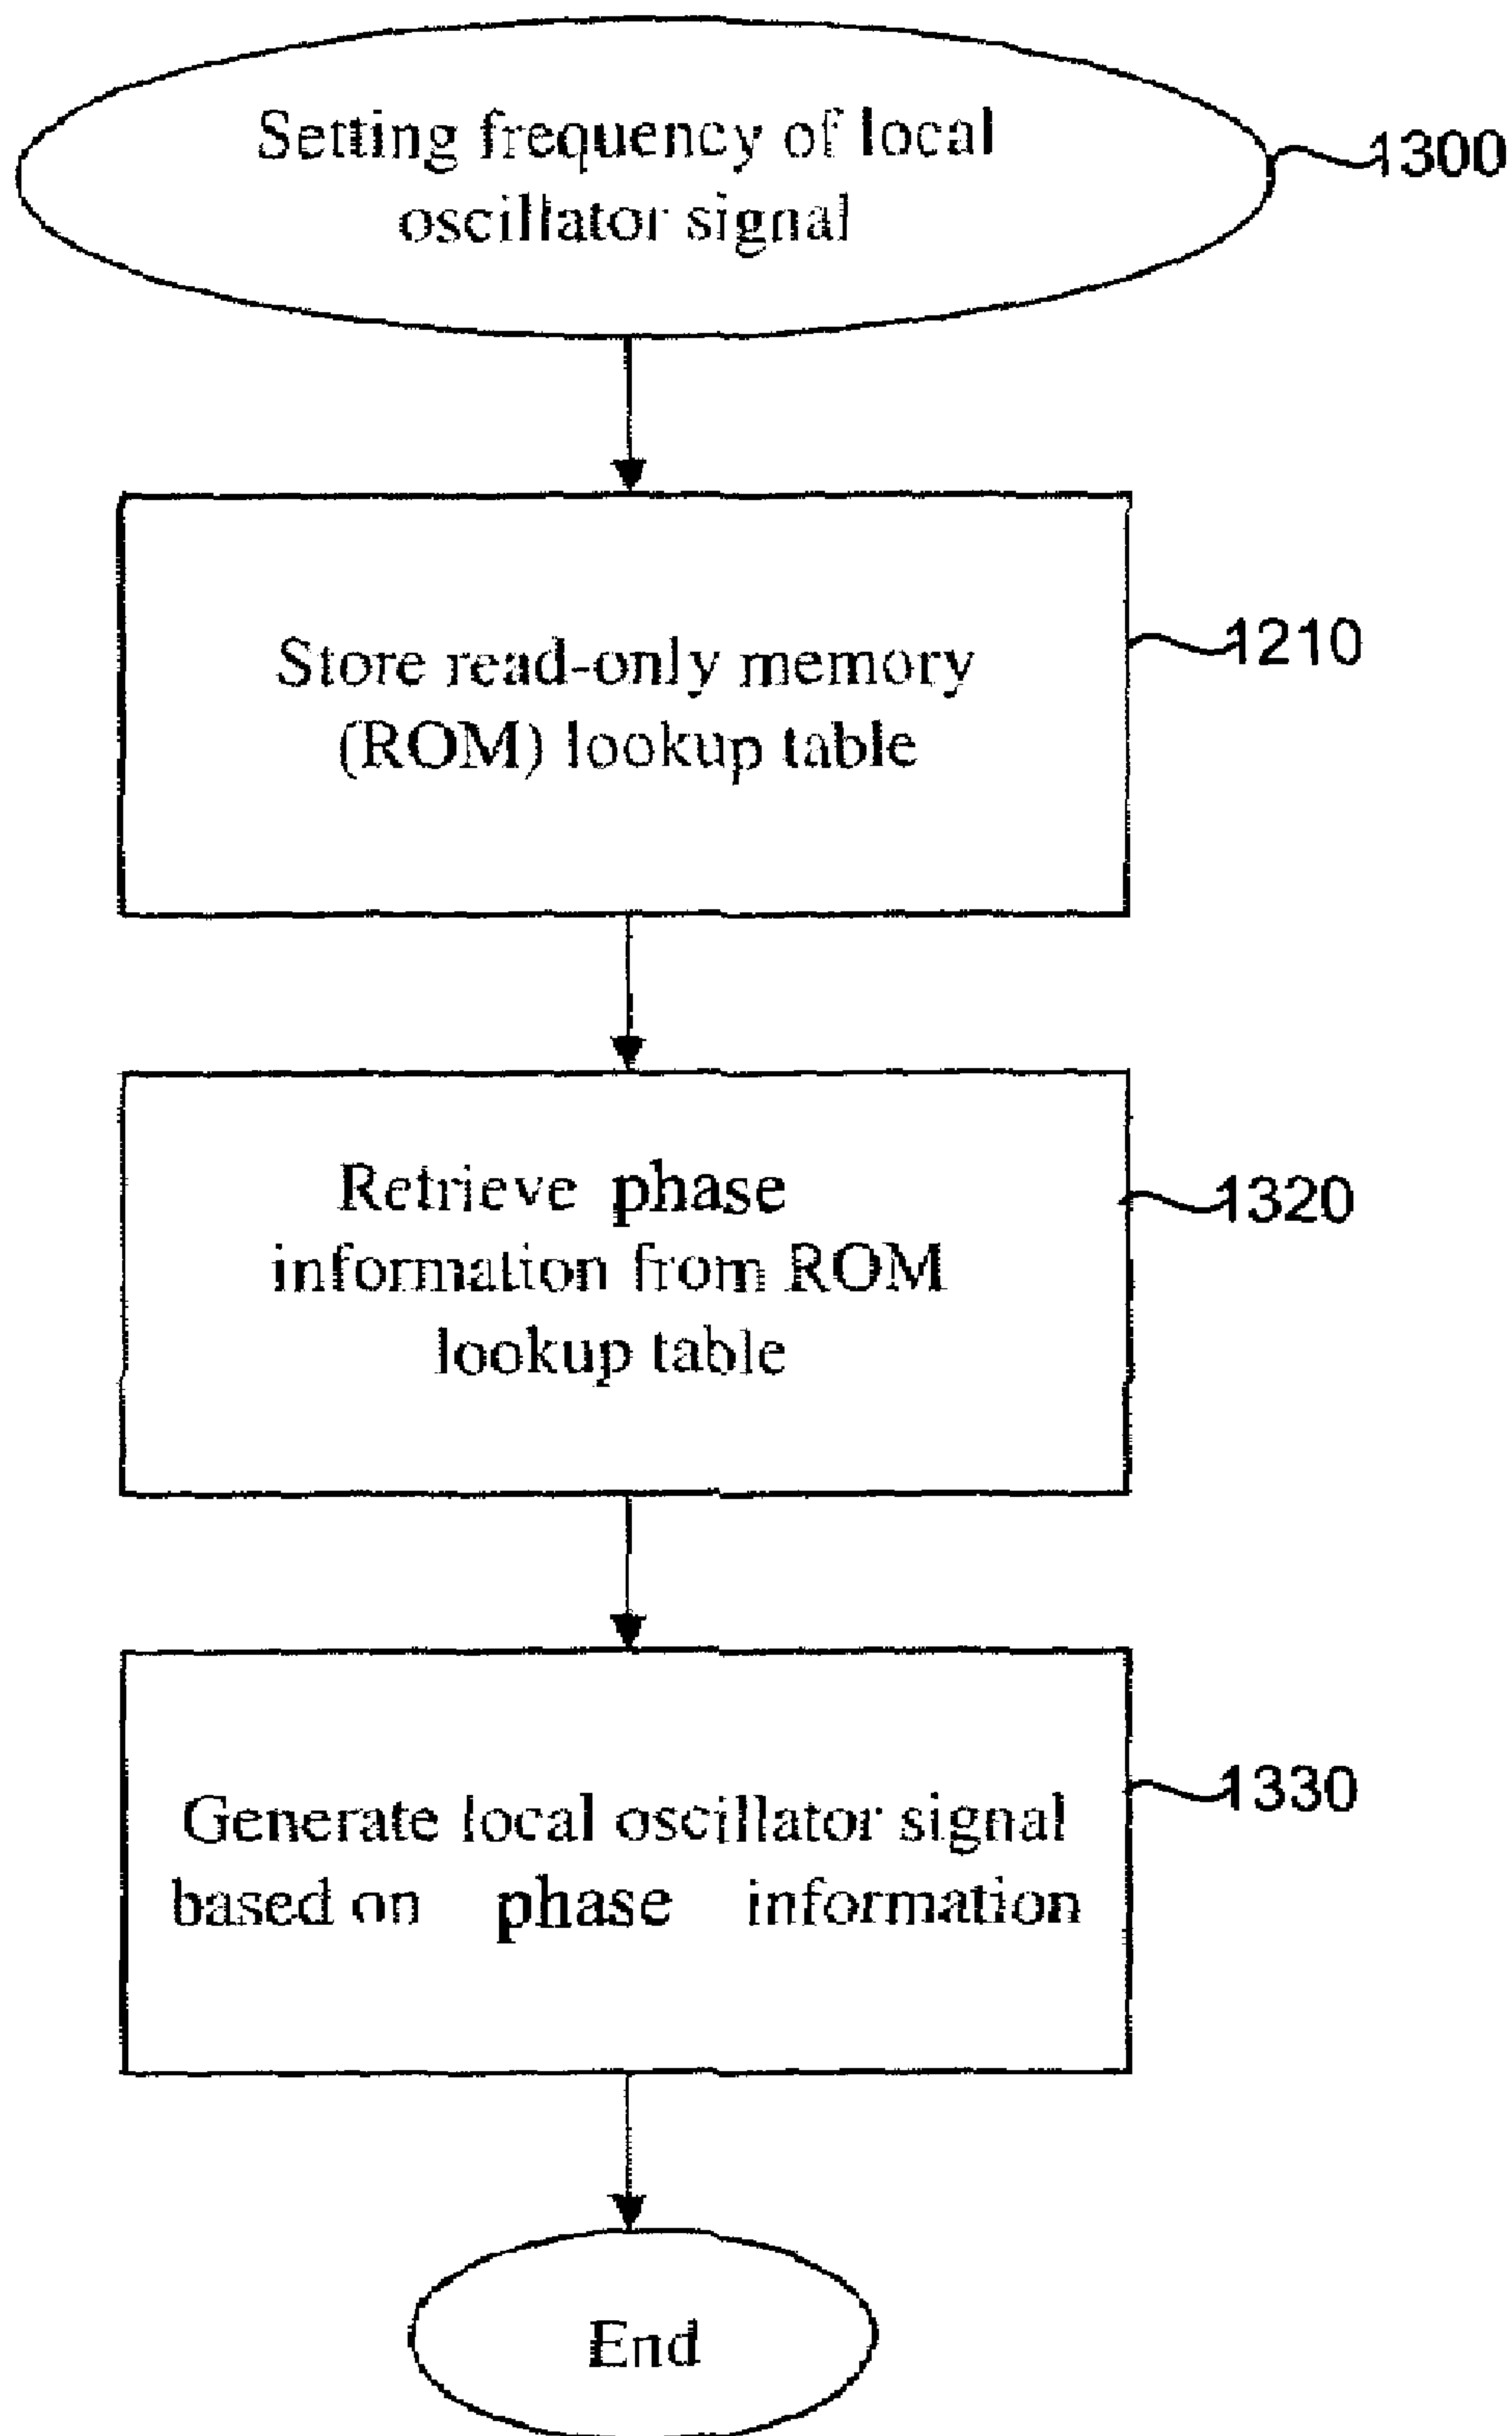 Setting frequency of local
oscillator signal
1300
Store read-only memory
(ROM) lookup table
1210
Retrieve phase
information from ROM
lookup table
1320
Generate local oscillator signal
based on phase information
1330
End